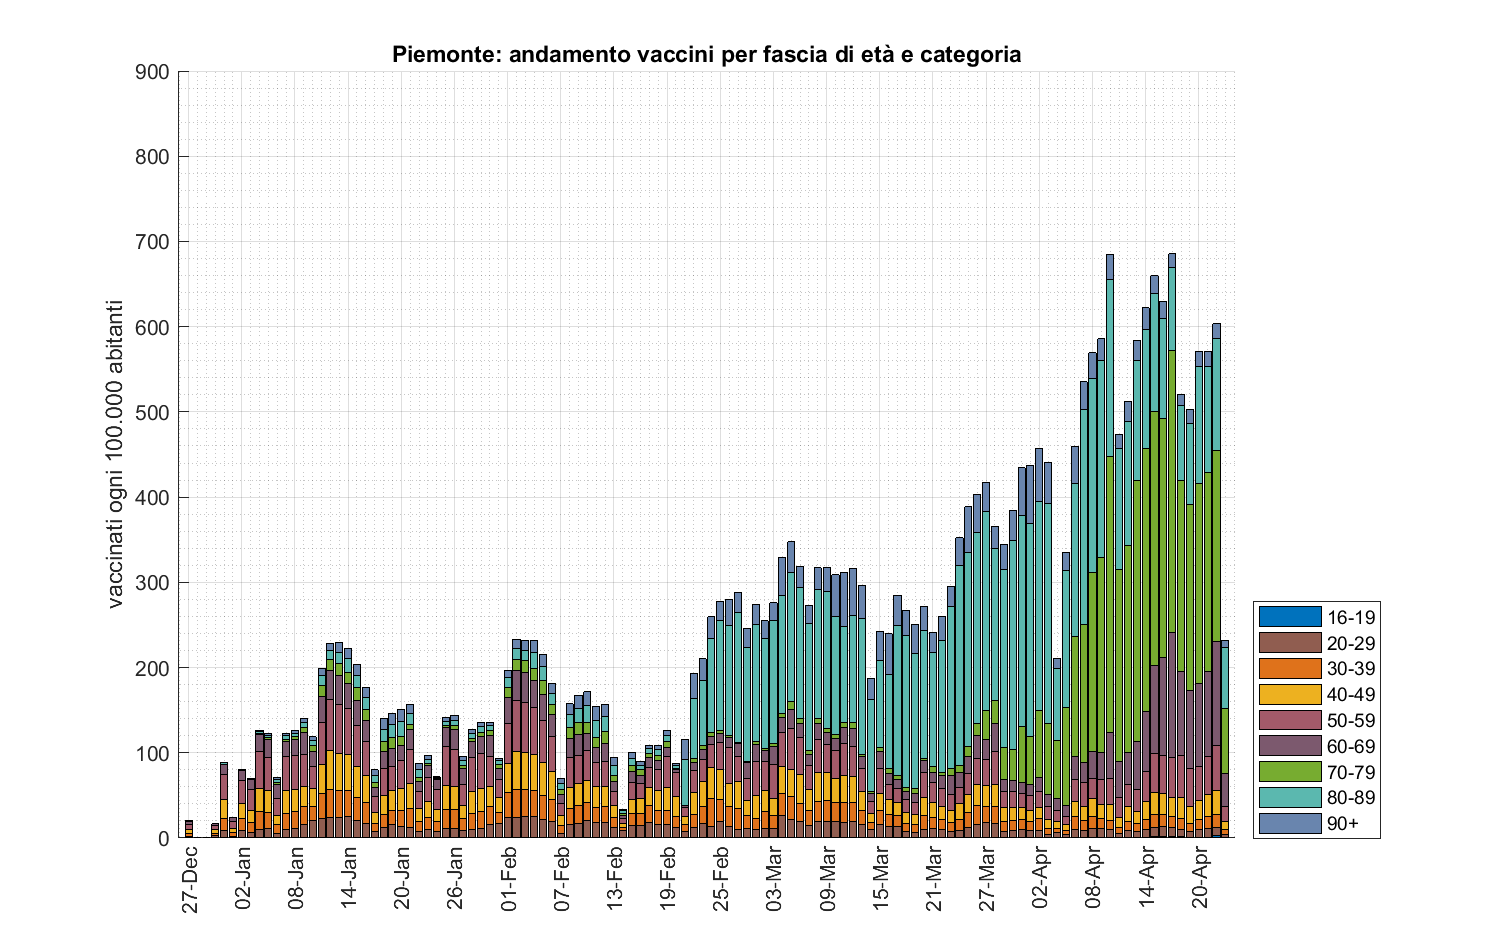 Piemonte: andamento vaccini per fascia di età e categoria
900
800
700
600
500
400
300
200
100
0
vaccinati ogni 100.000 abitanti
27-Dec
02-Jan
08-Jan
14-Jan
20-Jan
26-Jan
01-Feb
07-Feb
13-Feb
19-Feb
25-Feb
03-Mar
09-Mar
15-Mar
21-Mar
27-Mar
02-Apr
08-Apr
14-Apr
20-Apr
16-19
20-29
30-39
40-49
50-59
60-69
70-79
80-89
90+